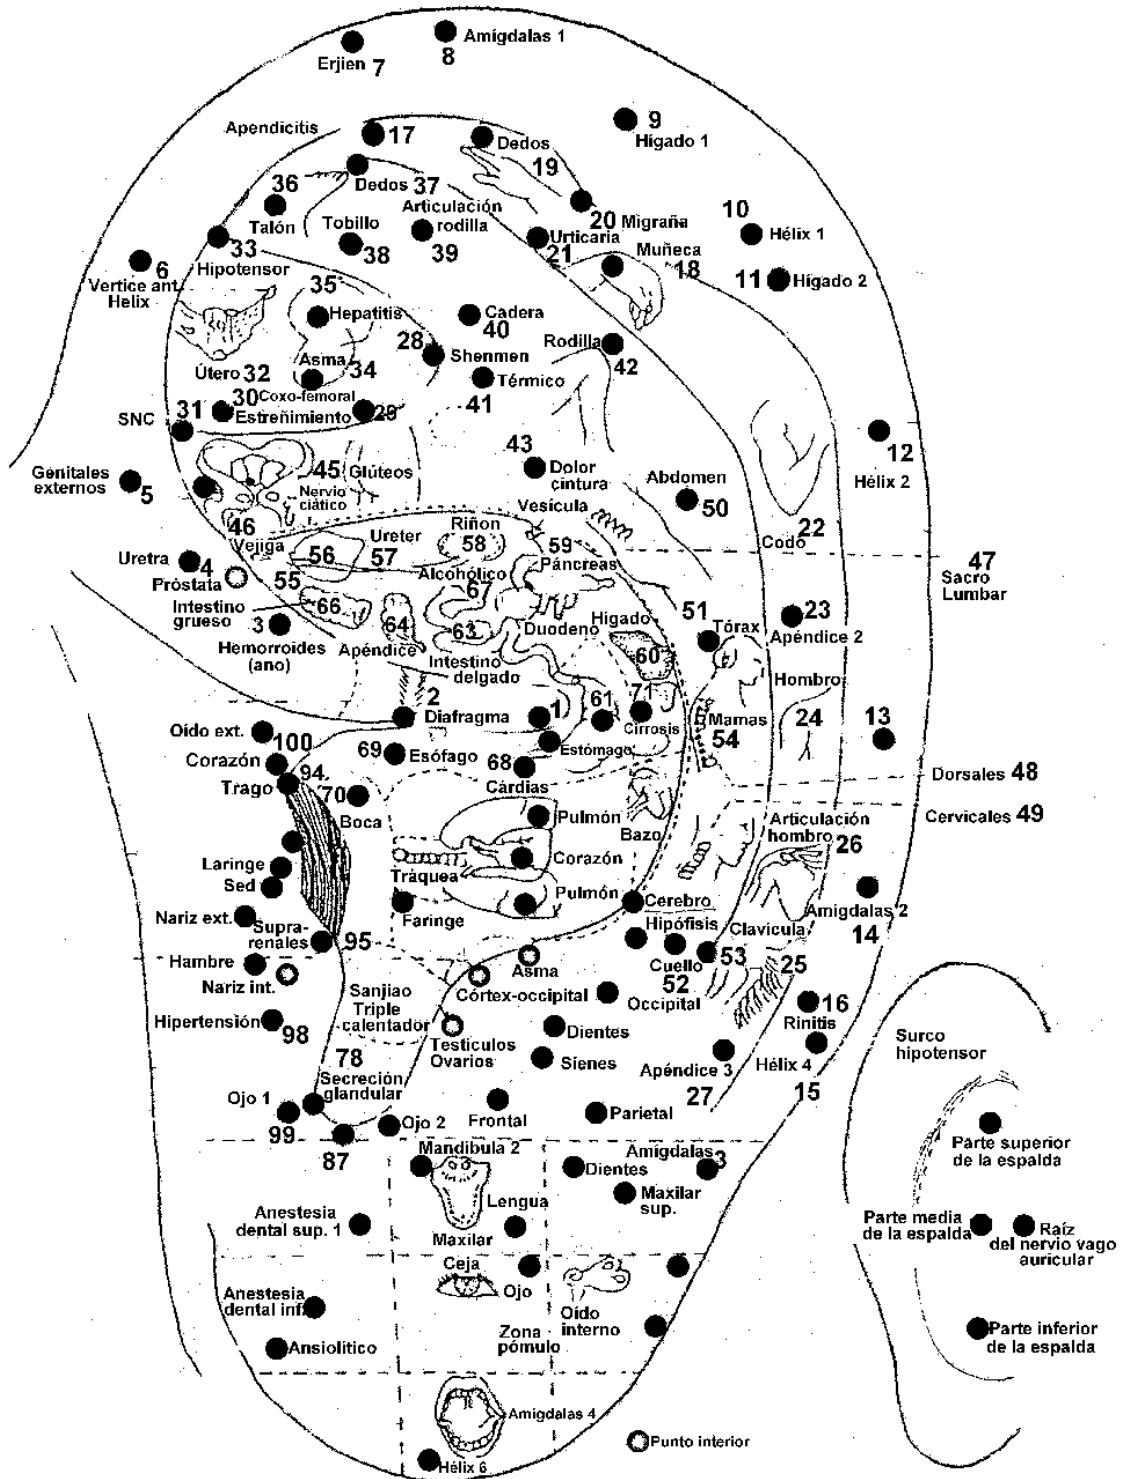 Amígdalas 1
8
Erjien 7
9
Hígado 1
Apendicitis
17
Dedos
19
36
Dedos 37
Talón
Articulación
rodilla
39
20 Migraña
10
Hélix 1
33
Tobillo
38
Urticaria
21
Muñeca
18
11
Hígado 2
6
Vertice ant.
Helix
Hipotensor
35
Hepatitis
Cadera
40
28
Shenmen
Rodilla
42
Asma
34
Útero 32
Térmico
41
30
Coxo-femoral
Estreñimiento
29
SNC
31
12
Hélix 2
43
Dolor
cintura
Genitales
externos
5
45 Glúteos
Nervio
ciático
Abdomen
50
46
Vejiga
Vesícula
22
Codo
Riñon
58
Ureter
57
56
59
Páncreas
47
Sacro
Lumbar
Uretra
4
Próstata
55
Alcohólico
67
Intestino
grueso
66
64
63
Duodeno
Hígado
60
51
Tórax
23
Apéndice 2
3
Hemorroides
(ano)
Apéndice
Intestino
delgado
Hombro
2
Diafragma
1
61
71
Cirrosis
Mamas
54
24
13
Oído ext.
100
Corazón
69
Esófago
Estómago
68
Cárdias
Trago
94
70
Boca
Dorsales 48
Pulmón
Bazo
Cervicales 49
Articulación
hombro
26
Corazón
Tráquea
Laringe
Sed
Pulmón
Cerebro
Faringe
Nariz ext.
Supra-
renales
95
Hipófisis
Clavicula
Amigdalas 2
14
Cuello
52
53
25
Hambre
Nariz int.
Asma
Córtex-occipital
Occipital
16
Rinitis
Sanjiao
Triple
calentador
Hipertensión
98
Testículos
Ovarios
Dientes
Surco
hipotensor
78
Secreción
glandular
Sienes
Apéndice 3
27
Hélix 4
15
Ojo 1
99
Frontal
Parietal
87
Ojo 2
Parte superior
de la espalda
Mandibula 2
Dientes
Amígdalas
3
Lengua
Maxilar
sup.
Anestesia
dental sup. 1
Maxilar
Parte media
de la espalda
Raíz
del nervio vago
auricular
Ceja
Ojo
Anestesia
dental inf.
Oído
interno
Zona
pómulo
Ansiolítico
Parte inferior
de la espalda
Amigdalas 4
Punto interior
Hélix 6